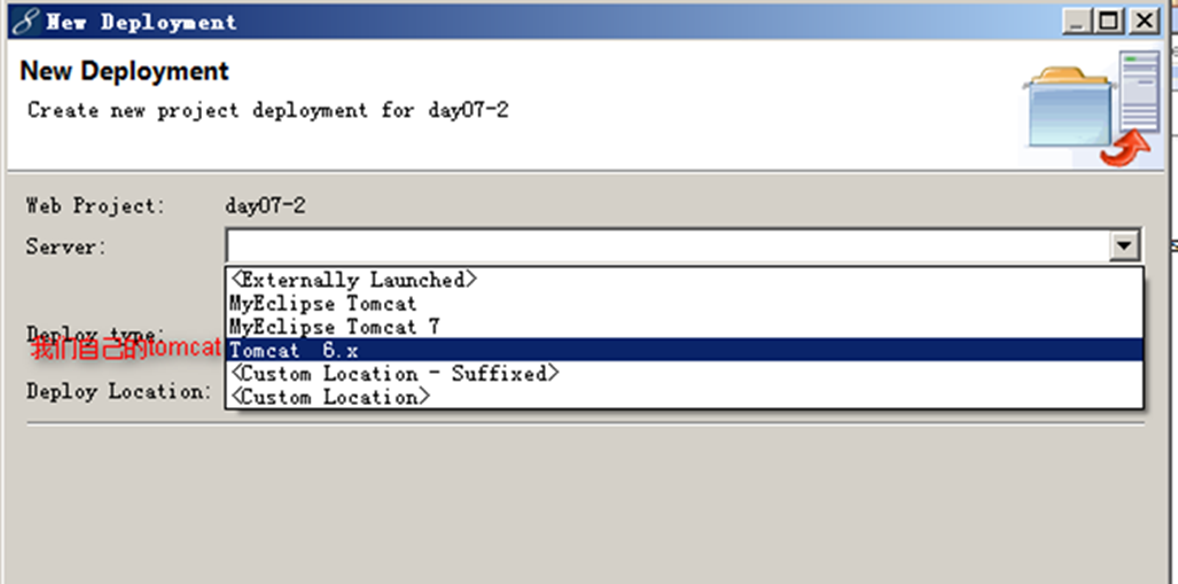 New Deployment
New Deployment
Create new project deployment for day07-2
Web Project: day07-2
Server:
<Externally Launched>
MyEclipse Tomcat
MyEclipse Tomcat 7
Deploy type:
我们自己的tomcat
Tomcat  6.x
<Custom Location - Suffixed>
Deploy Location:
<Custom Location>